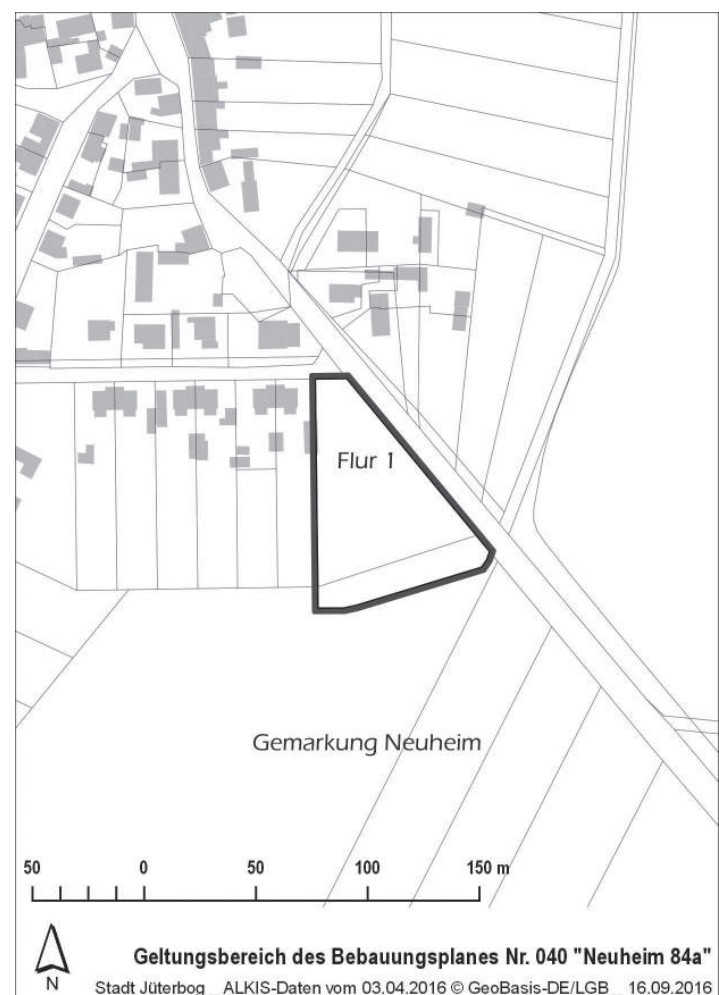 Flur 1
Gemarkung Neuheim
50 0 50 100 150 m
N
Geltungsbereich des Bebauungsplanes Nr. 040 "Neuheim 84a"
Stadt Jüterbog ALKIS-Daten vom 03.04.2016 © GeoBasis-DE/LGB 16.09.2016